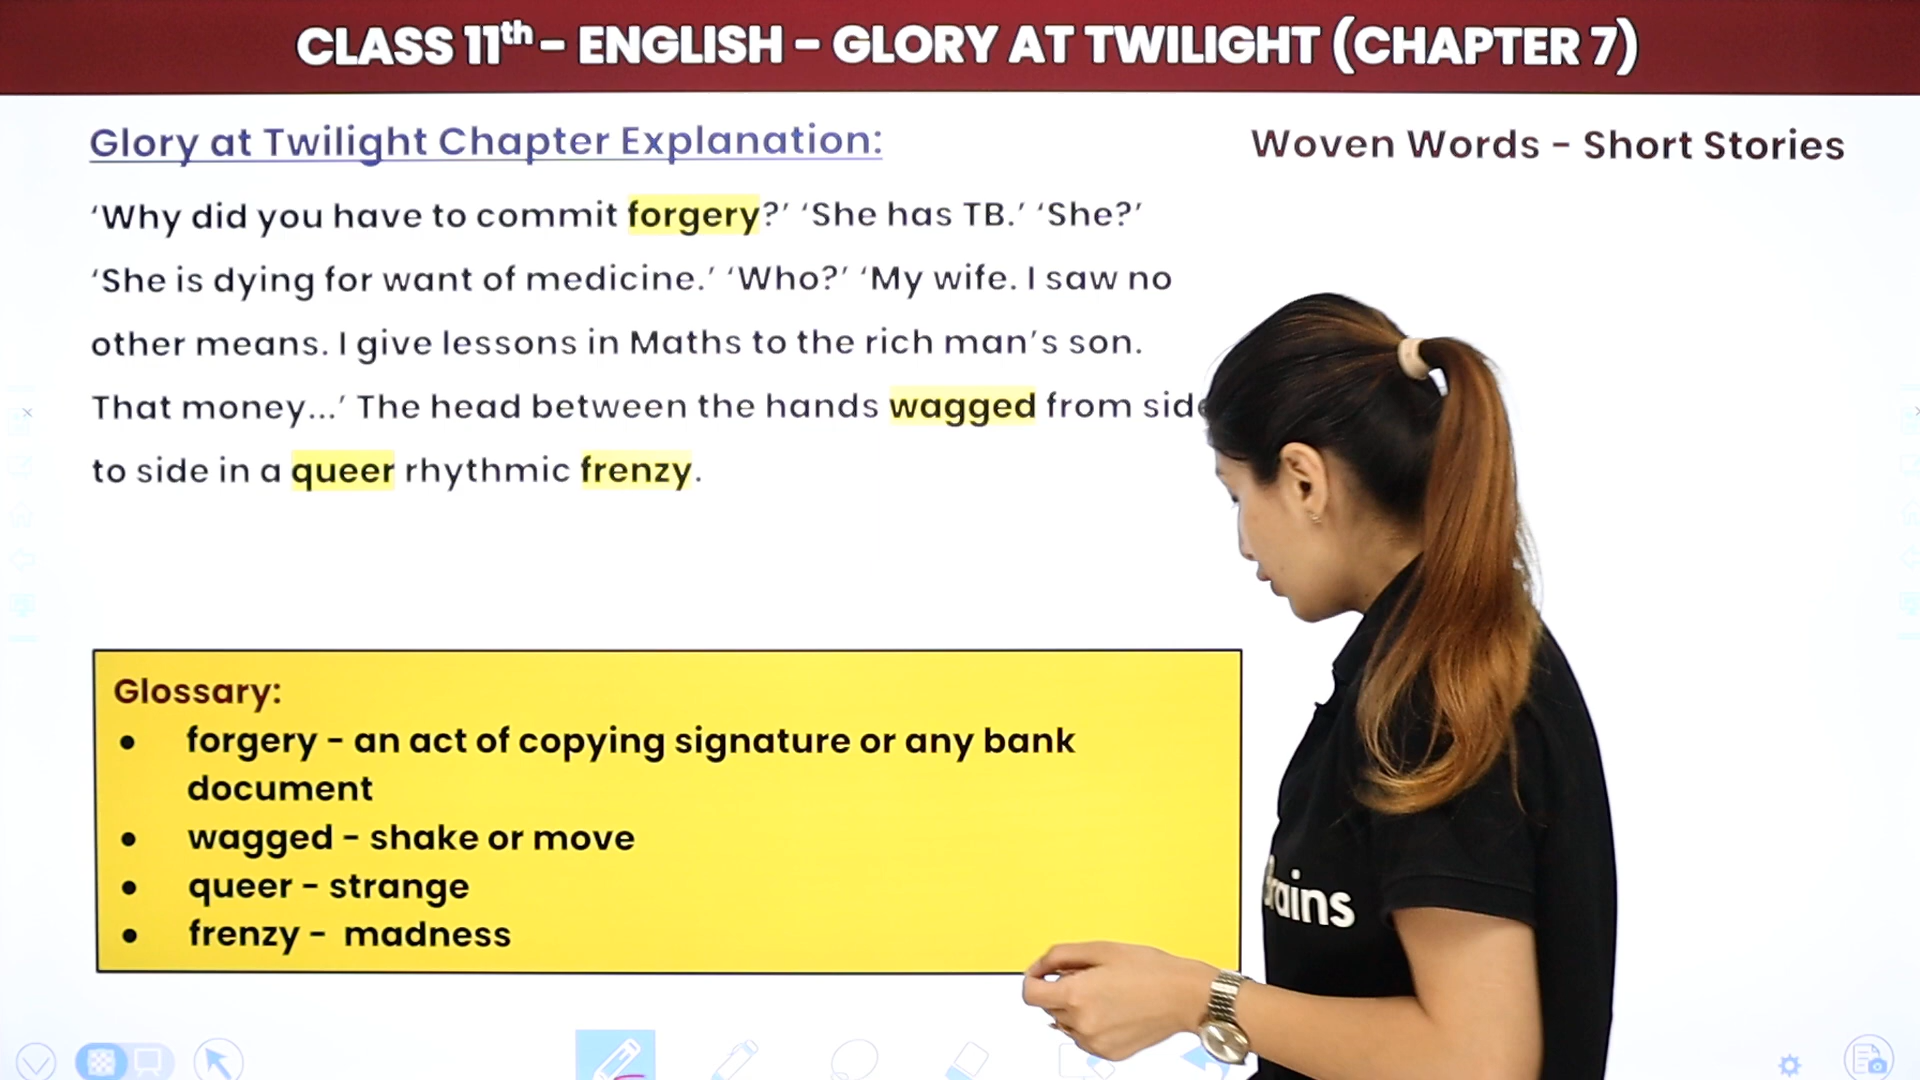 CLASS 11th – ENGLISH – GLORY AT TWILIGHT (CHAPTER 7)
Glory at Twilight Chapter Explanation:
Woven Words – Short Stories
‘Why did you have to commit forgery?’ ‘She has TB.’ ‘She?’
‘She is dying for want of medicine.’ ‘Who?’ ‘My wife. I saw no
other means. I give lessons in Maths to the rich man’s son.
That money...’ The head between the hands wagged from side
to side in a queer rhythmic frenzy.
Glossary:
● forgery – an act of copying signature or any bank
document
● wagged – shake or move
● queer – strange
● frenzy – madness